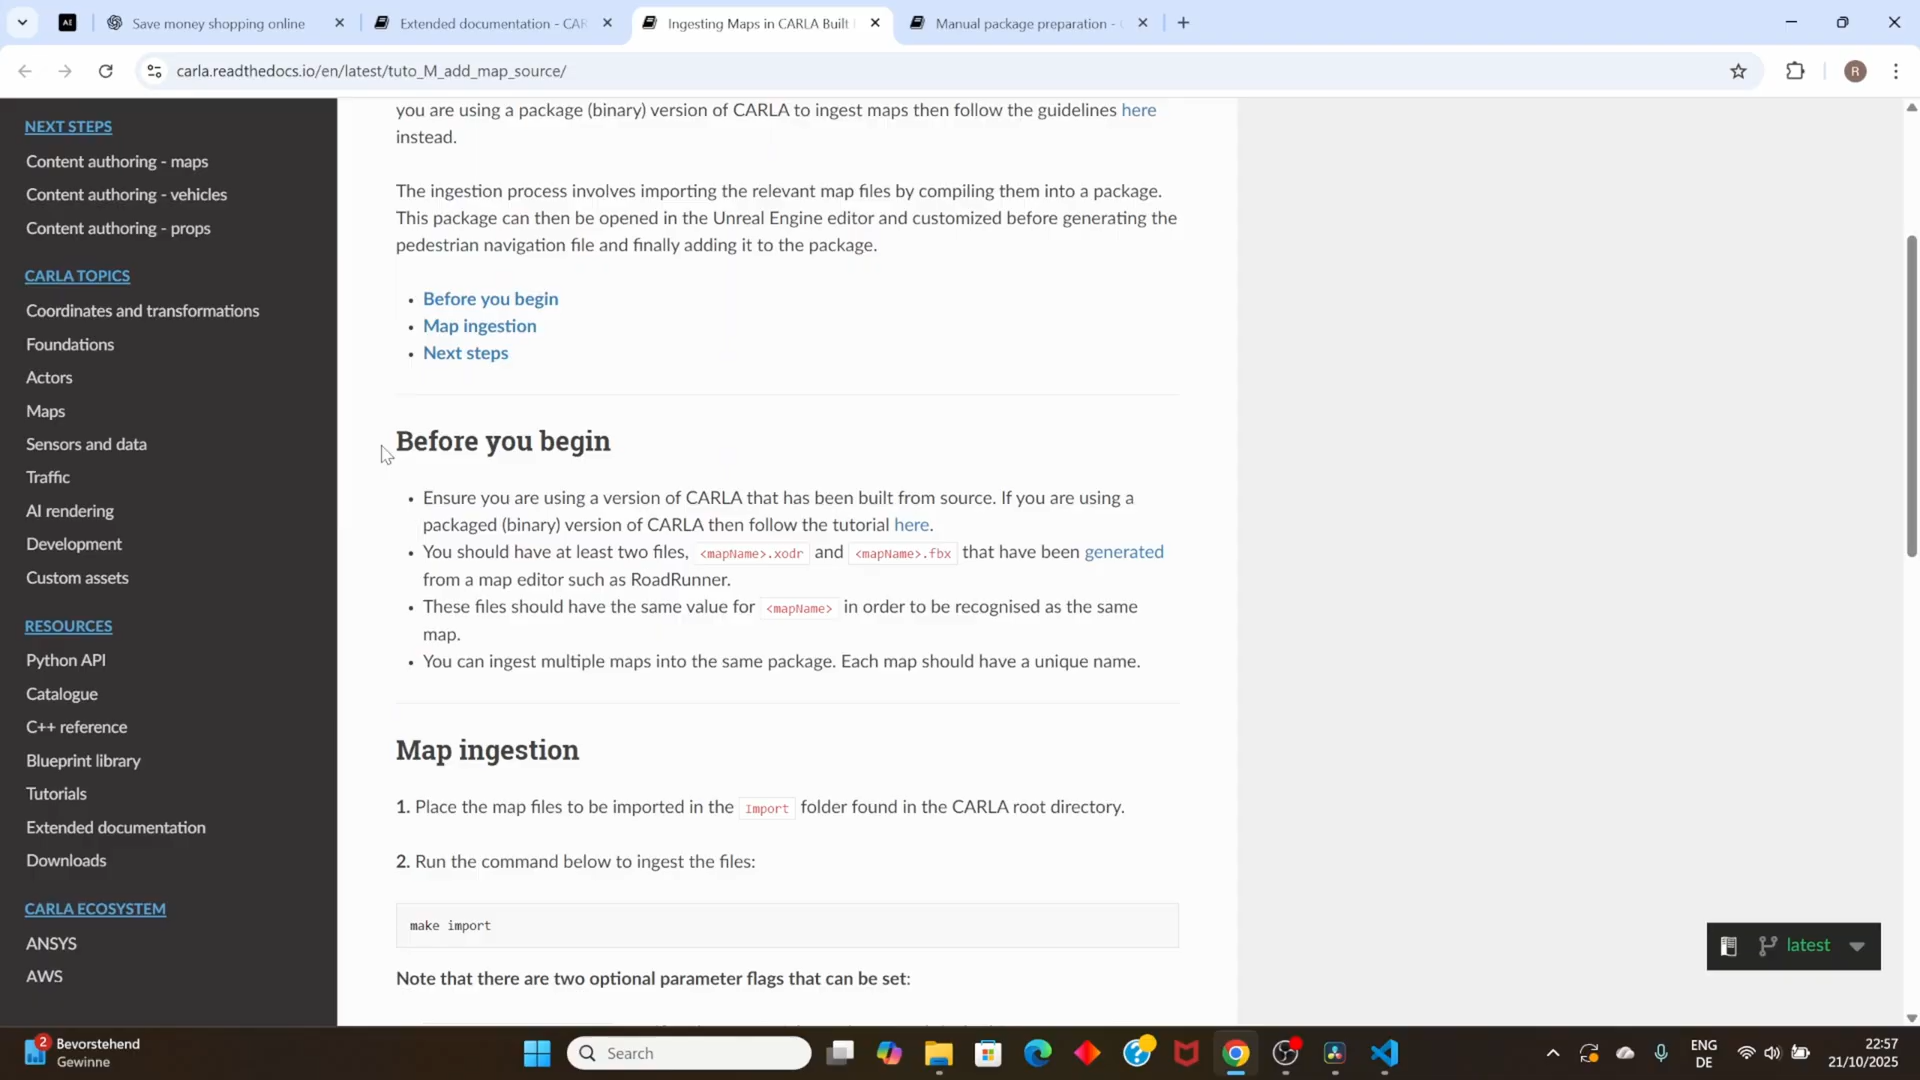 Save money shopping online
Extended documentation - CAR
Ingesting Maps in CARLA Built
Manual package preparation -
carla.readthedocs.io/en/latest/tuto_M_add_map_source/
R
NEXT STEPS
Content authoring - maps
Content authoring - vehicles
Content authoring - props
CARLA TOPICS
Coordinates and transformations
Foundations
Actors
Maps
Sensors and data
Traffic
AI rendering
Development
Custom assets
RESOURCES
Python API
Catalogue
C++ reference
Blueprint library
Tutorials
Extended documentation
Downloads
CARLA ECOSYSTEM
ANSYS
AWS
you are using a package (binary) version of CARLA to ingest maps then follow the guidelines here
instead.
The ingestion process involves importing the relevant map files by compiling them into a package.
This package can then be opened in the Unreal Engine editor and customized before generating the
pedestrian navigation file and finally adding it to the package.
• Before you begin
• Map ingestion
• Next steps
Before you begin
• Ensure you are using a version of CARLA that has been built from source. If you are using a
packaged (binary) version of CARLA then follow the tutorial here.
• You should have at least two files, <mapName>.xodr and <mapName>.fbx that have been generated
from a map editor such as RoadRunner.
• These files should have the same value for <mapName> in order to be recognised as the same
map.
• You can ingest multiple maps into the same package. Each map should have a unique name.
Map ingestion
1. Place the map files to be imported in the Import folder found in the CARLA root directory.
2. Run the command below to ingest the files:
make import
Note that there are two optional parameter flags that can be set:
latest
2
Bevorstehend
Gewinne
Search
ENG
DE
22:57
21/10/2025